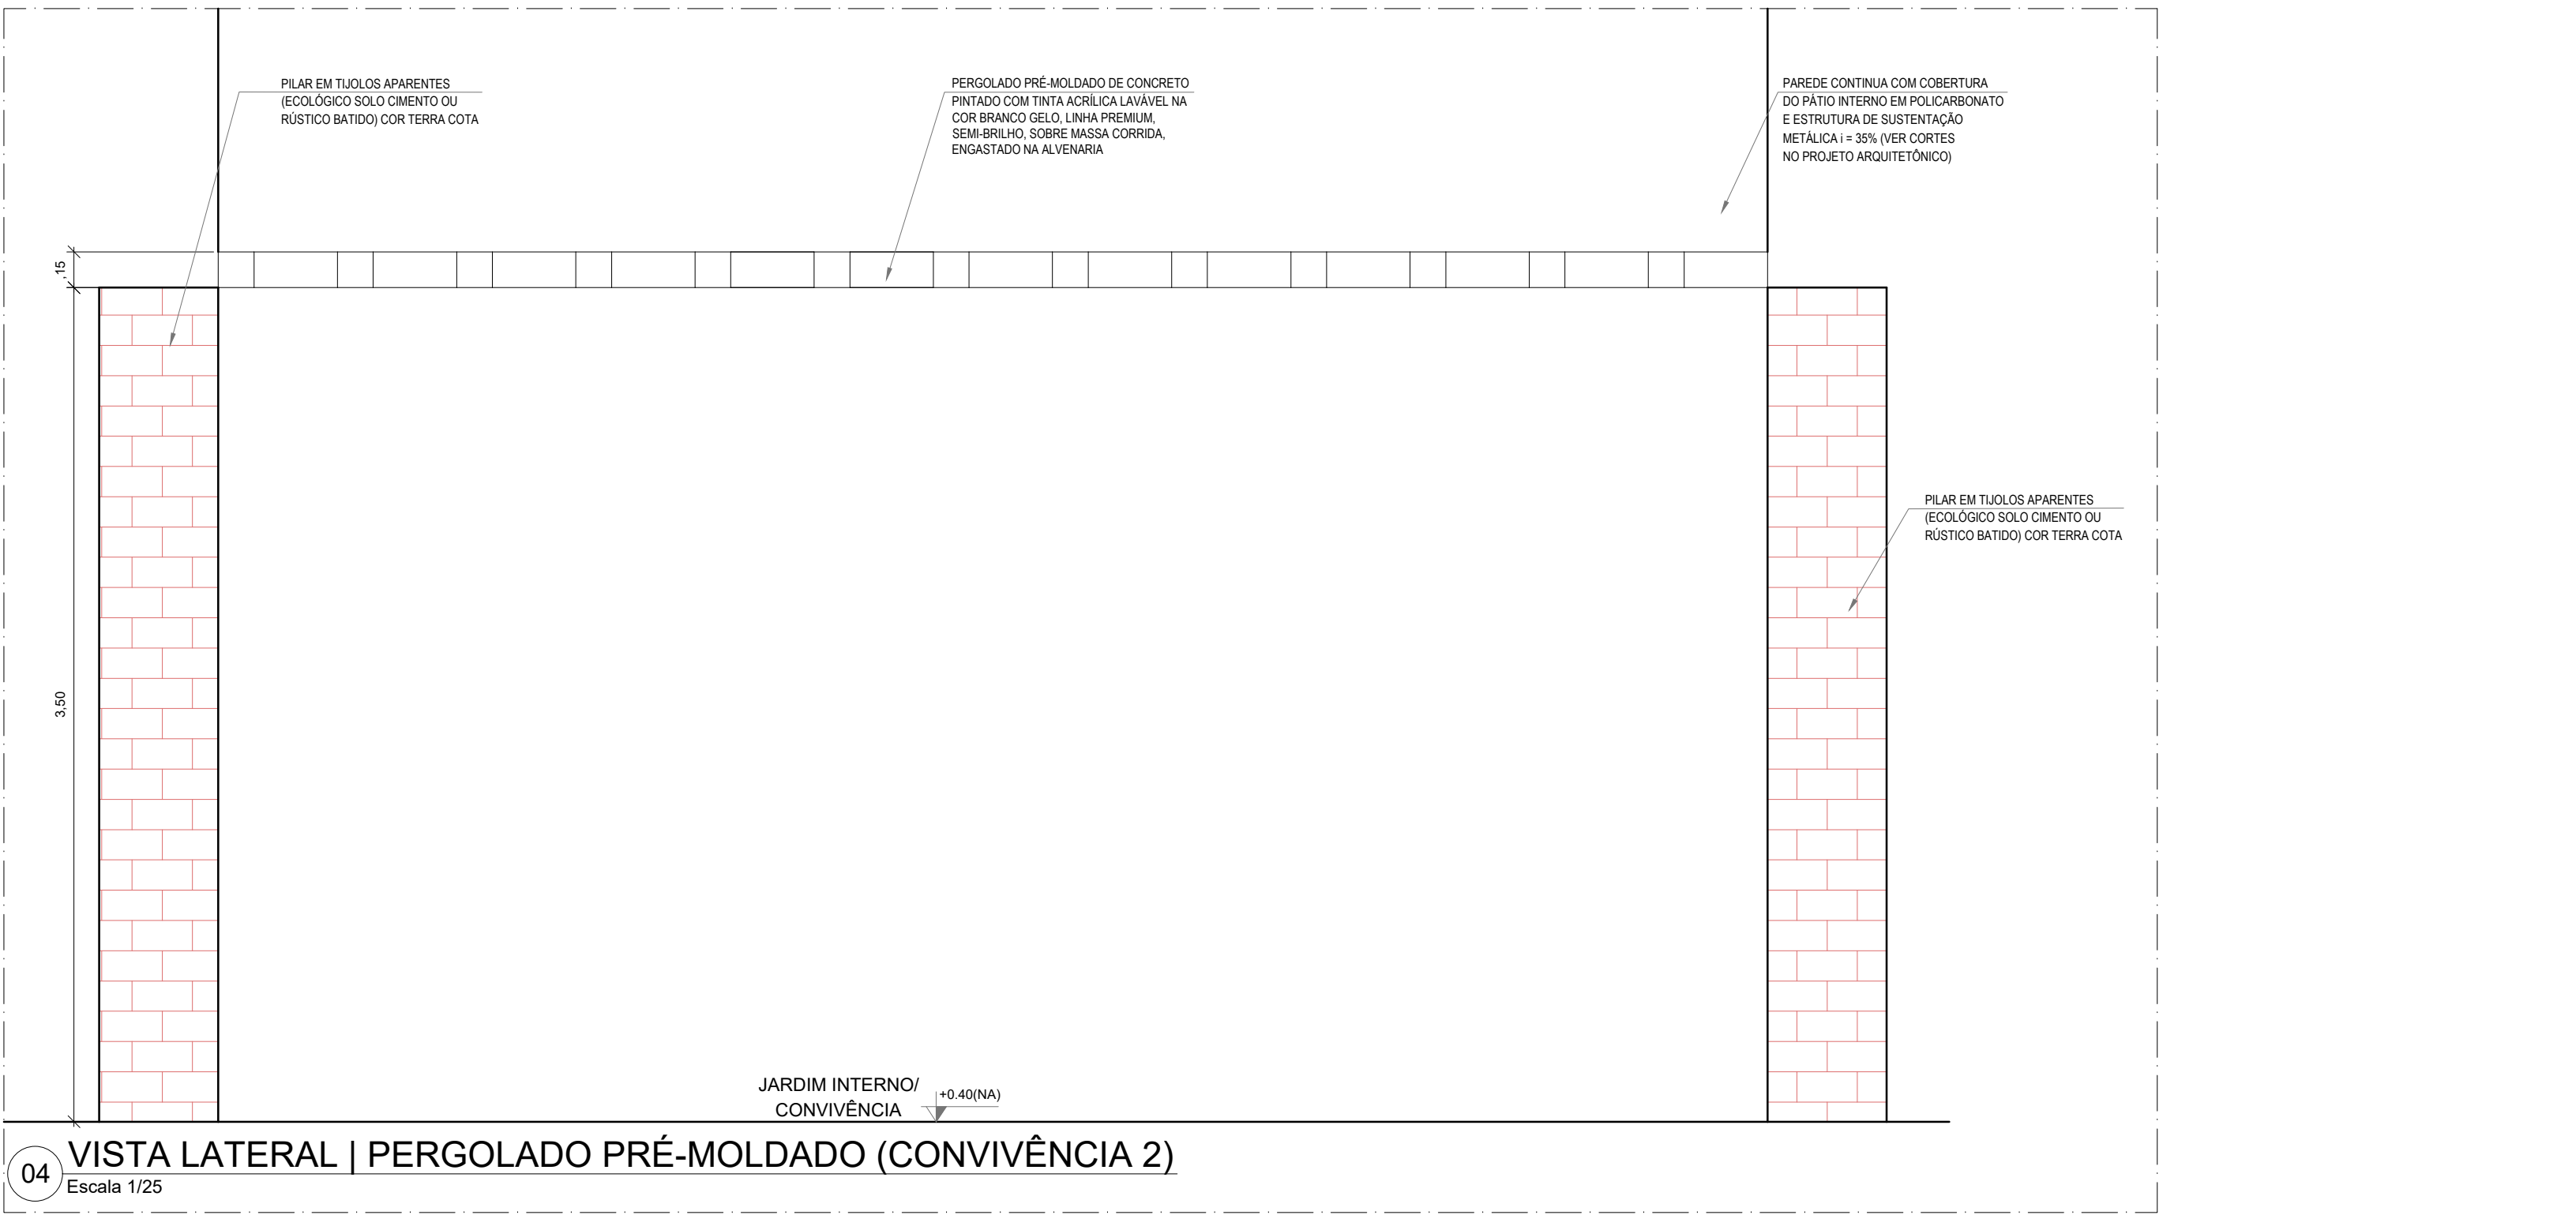 PILAR EM TIJOLOS APARENTES
(ECOLÓGICO SOLO CIMENTO OU
RÚSTICO BATIDO) COR TERRA COTA
PERGOLADO PRÉ-MOLDADO DE CONCRETO
PINTADO COM TINTA ACRÍLICA LAVÁVEL NA
COR BRANCO GELO, LINHA PREMIUM,
SEMI-BRILHO, SOBRE MASSA CORRIDA,
ENGASTADO NA ALVENARIA
PAREDE CONTINUA COM COBERTURA
DO PÁTIO INTERNO EM POLICARBONATO
E ESTRUTURA DE SUSTENTAÇÃO
METÁLICA i = 35% (VER CORTES
NO PROJETO ARQUITETÔNICO)
,15
PILAR EM TIJOLOS APARENTES
(ECOLÓGICO SOLO CIMENTO OU
RÚSTICO BATIDO) COR TERRA COTA
3,50
JARDIM INTERNO/
CONVIVÊNCIA
+0.40(NA)
04
VISTA LATERAL | PERGOLADO PRÉ-MOLDADO (CONVIVÊNCIA 2)
Escala 1/25